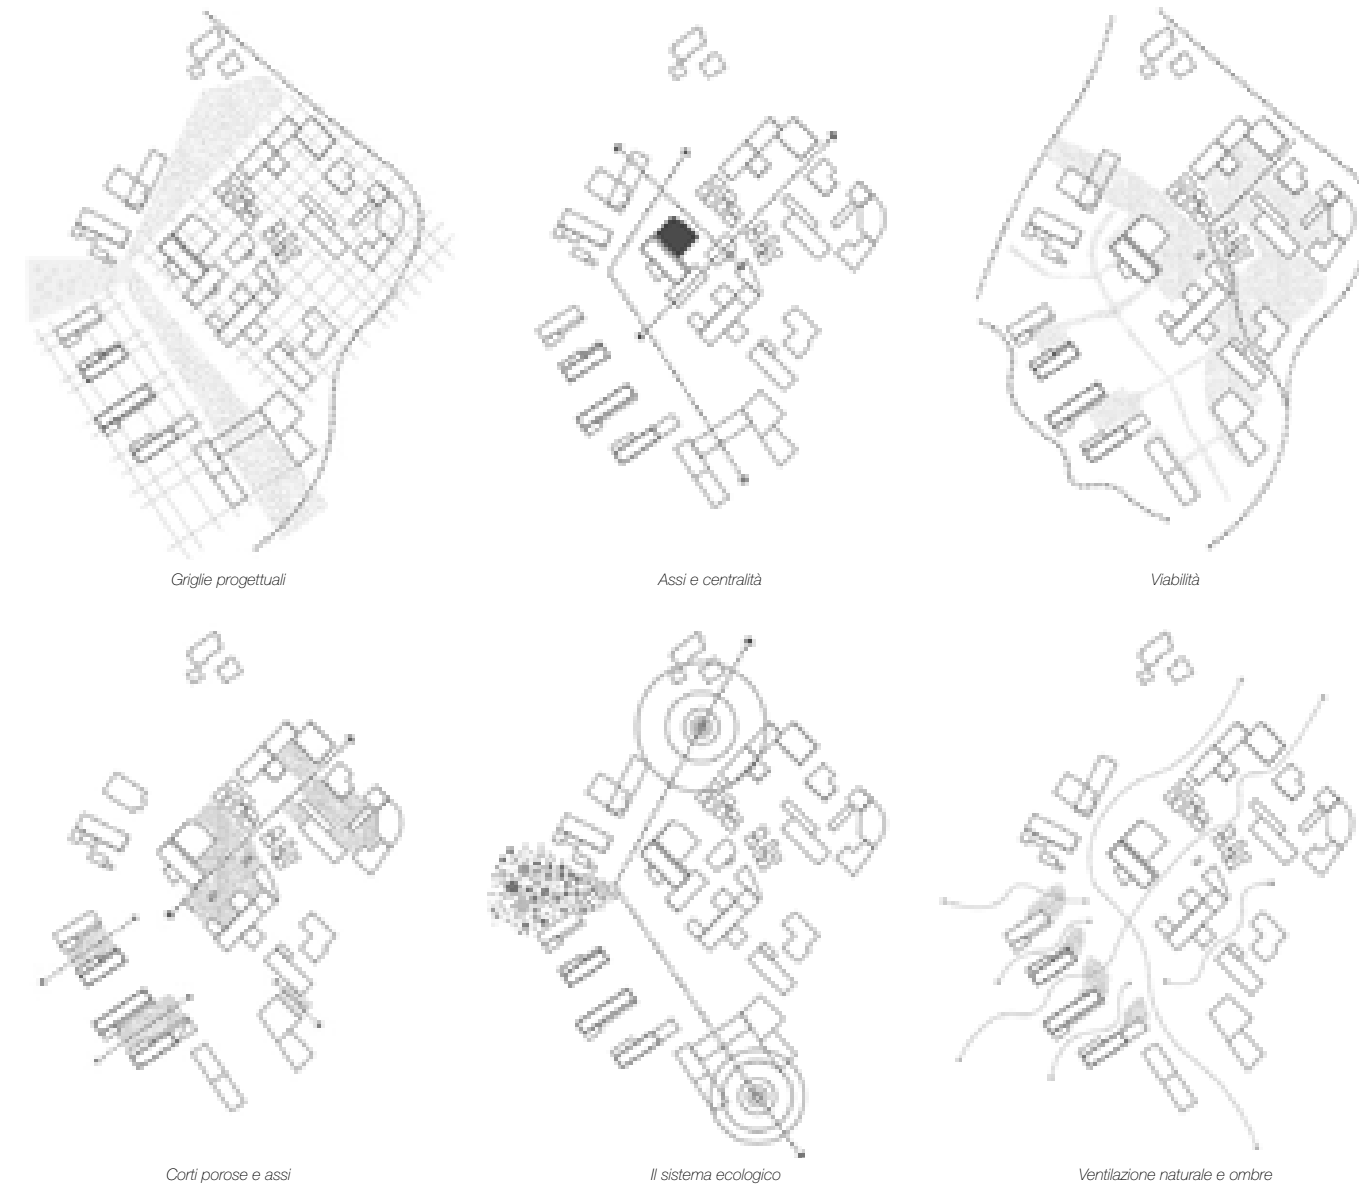 Griglie progettuali
Assi e centralità
Viabilità
Corti porose e assi
Il sistema ecologico
Ventilazione naturale e ombre